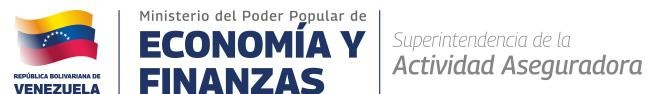 REPÚBLICA BOLIVARIANA DE
VENEZUELA
Ministerio del Poder Popular de
ECONOMÍA Y
FINANZAS
Superintendencia de la
Actividad Aseguradora